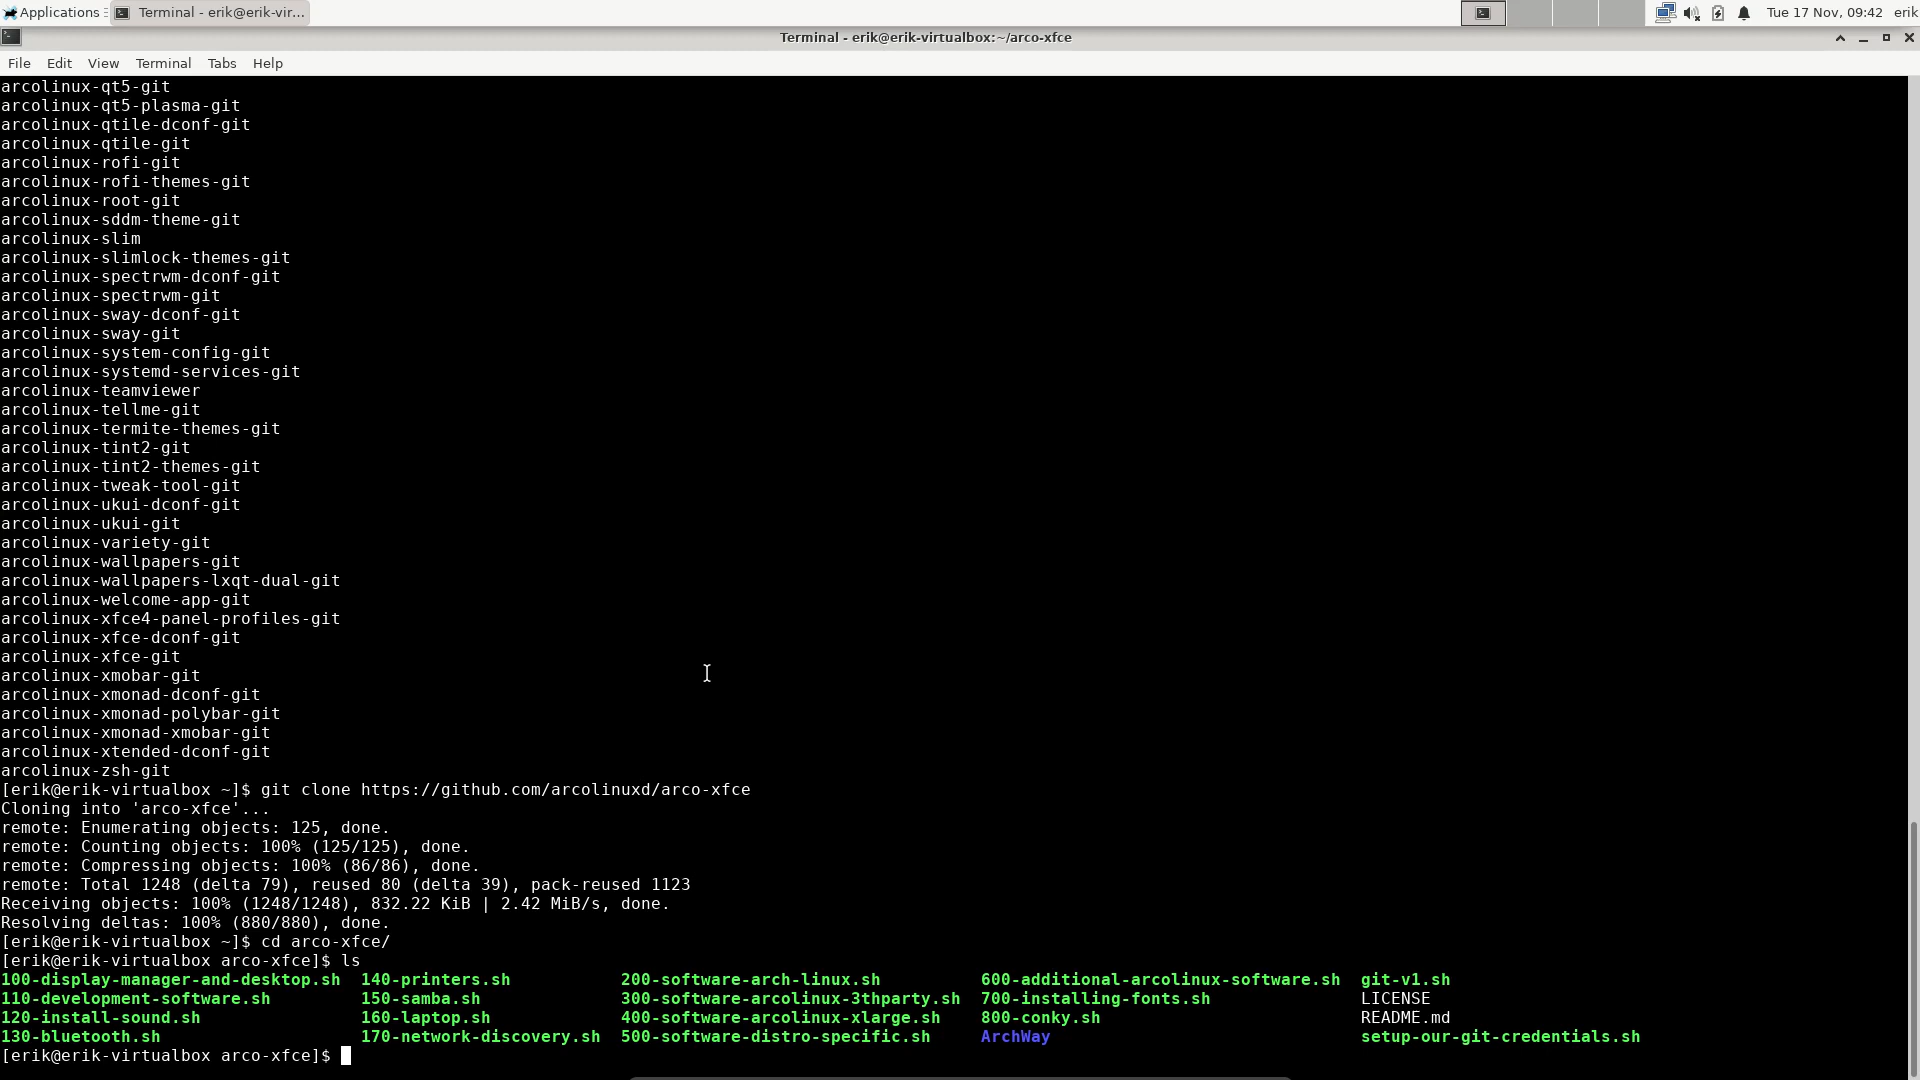 Applications Terminal - erik@erik-vir... Tue 17 Nov, 09:42 erik
Terminal - erik@erik-virtualbox:~/arco-xfce
File Edit View Terminal Tabs Help
arcolinux-qt5-git
arcolinux-qt5-plasma-git
arcolinux-qtile-dconf-git
arcolinux-qtile-git
arcolinux-rofi-git
arcolinux-rofi-themes-git
arcolinux-root-git
arcolinux-sddm-theme-git
arcolinux-slim
arcolinux-slimlock-themes-git
arcolinux-spectrwm-dconf-git
arcolinux-spectrwm-git
arcolinux-sway-dconf-git
arcolinux-sway-git
arcolinux-system-config-git
arcolinux-systemd-services-git
arcolinux-teamviewer
arcolinux-tellme-git
arcolinux-termite-themes-git
arcolinux-tint2-git
arcolinux-tint2-themes-git
arcolinux-tweak-tool-git
arcolinux-ukui-dconf-git
arcolinux-ukui-git
arcolinux-variety-git
arcolinux-wallpapers-git
arcolinux-wallpapers-lxqt-dual-git
arcolinux-welcome-app-git
arcolinux-xfce4-panel-profiles-git
arcolinux-xfce-dconf-git
arcolinux-xfce-git
arcolinux-xmobar-git
arcolinux-xmonad-dconf-git
arcolinux-xmonad-polybar-git
arcolinux-xmonad-xmobar-git
arcolinux-xtended-dconf-git
arcolinux-zsh-git
[erik@erik-virtualbox ~]$ git clone https://github.com/arcolinuxd/arco-xfce
Cloning into 'arco-xfce'...
remote: Enumerating objects: 125, done.
remote: Counting objects: 100% (125/125), done.
remote: Compressing objects: 100% (86/86), done.
remote: Total 1248 (delta 79), reused 80 (delta 39), pack-reused 1123
Receiving objects: 100% (1248/1248), 832.22 KiB | 2.42 MiB/s, done.
Resolving deltas: 100% (880/880), done.
[erik@erik-virtualbox ~]$ cd arco-xfce/
[erik@erik-virtualbox arco-xfce]$ ls
100-display-manager-and-desktop.sh 140-printers.sh 200-software-arch-linux.sh 600-additional-arcolinux-software.sh git-v1.sh
110-development-software.sh 150-samba.sh 300-software-arcolinux-3thparty.sh 700-installing-fonts.sh LICENSE
120-install-sound.sh 160-laptop.sh 400-software-arcolinux-xlarge.sh 800-conky.sh README.md
130-bluetooth.sh 170-network-discovery.sh 500-software-distro-specific.sh ArchWay setup-our-git-credentials.sh
[erik@erik-virtualbox arco-xfce]$